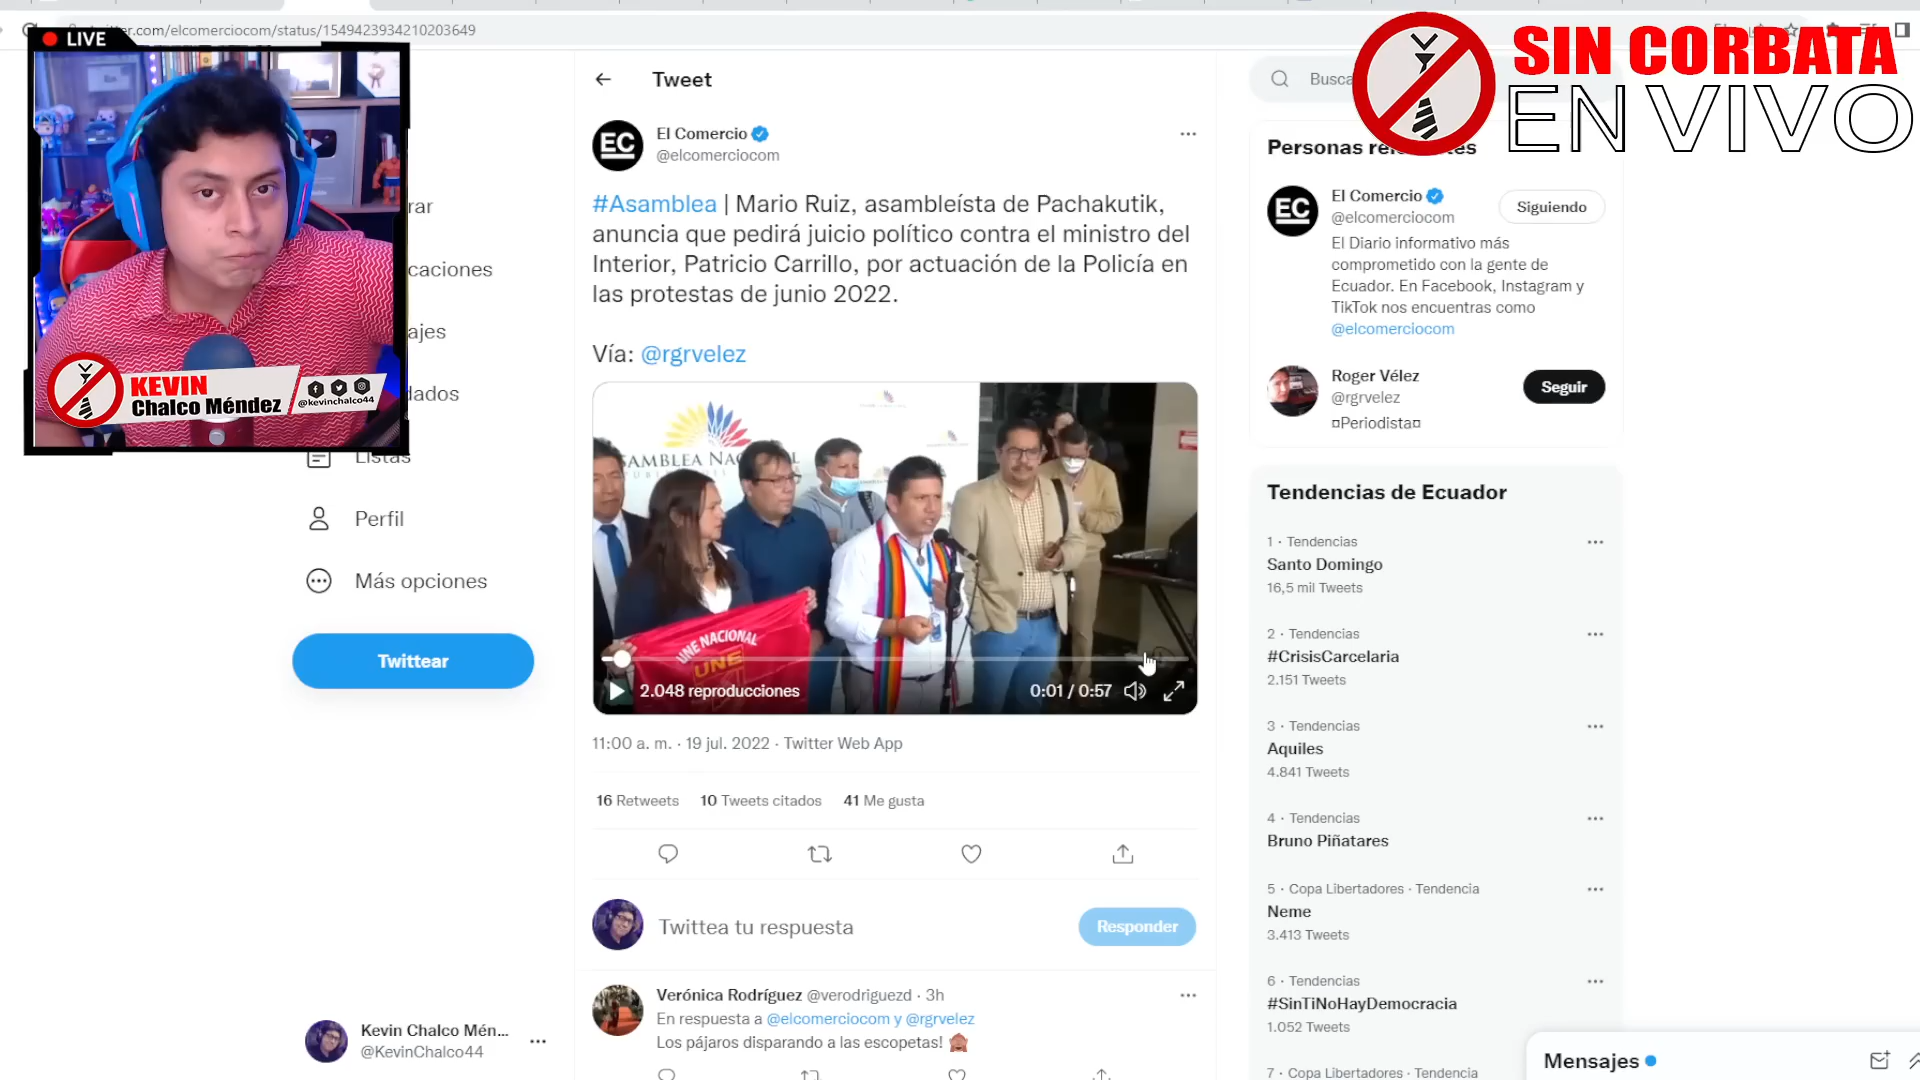 .com/elcomerciocom/status/1549423934210203649
LIVE
SIN CORBATA
EN VIVO
KEVIN
Chalco Méndez
@kevinchalco44
Listas
Perfil
Más opciones
Twittear
Kevin Chalco Mén...
@KevinChalco44
Tweet
EC
El Comercio
@elcomerciocom
#Asamblea | Mario Ruiz, asambleísta de Pachakutik,
anuncia que pedirá juicio político contra el ministro del
Interior, Patricio Carrillo, por actuación de la Policía en
las protestas de junio 2022.
Vía: @rgrvelez
UNE NACIONAL
UNE
2.048 reproducciones
0:01 / 0:57
11:00 a. m. · 19 jul. 2022 · Twitter Web App
16 Retweets 10 Tweets citados 41 Me gusta
Twittea tu respuesta
Responder
Verónica Rodríguez @verodriguezd · 3h
En respuesta a @elcomerciocom y @rgrvelez
Los pájaros disparando a las escopetas! 🙈
Busca
Personas
EC
El Comercio
@elcomerciocom
Siguiendo
El Diario informativo más
comprometido con la gente de
Ecuador. En Facebook, Instagram y
TikTok nos encuentras como
@elcomerciocom
Roger Vélez
@rgrvelez
Seguir
¤Periodista¤
Tendencias de Ecuador
1 · Tendencias
Santo Domingo
16,5 mil Tweets
2 · Tendencias
#CrisisCarcelaria
2.151 Tweets
3 · Tendencias
Aquiles
4.841 Tweets
4 · Tendencias
Bruno Piñatares
5 · Copa Libertadores · Tendencia
Neme
3.413 Tweets
6 · Tendencias
#SinTiNoHayDemocracia
1.052 Tweets
7 · Copa Libertadores · Tendencia
Mensajes